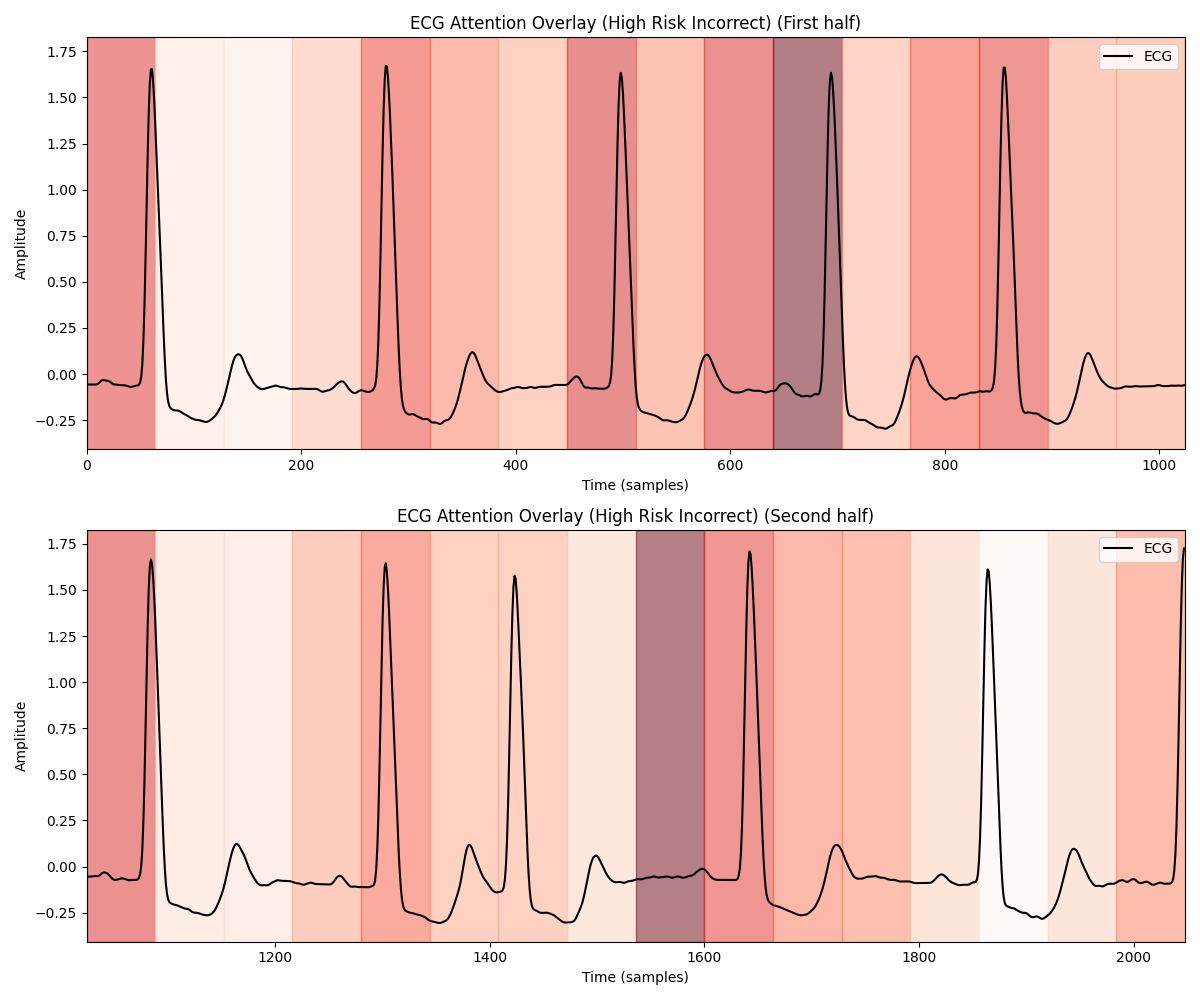 ECG Attention Overlay (High Risk Incorrect) (First half)
ECG
1.75
1.50
1.25
1.00
0.75
0.50
0.25
0.00
−0.25
Amplitude
0 200 400 600 800 1000
Time (samples)
ECG Attention Overlay (High Risk Incorrect) (Second half)
ECG
1.75
1.50
1.25
1.00
0.75
0.50
0.25
0.00
−0.25
Amplitude
1200 1400 1600 1800 2000
Time (samples)